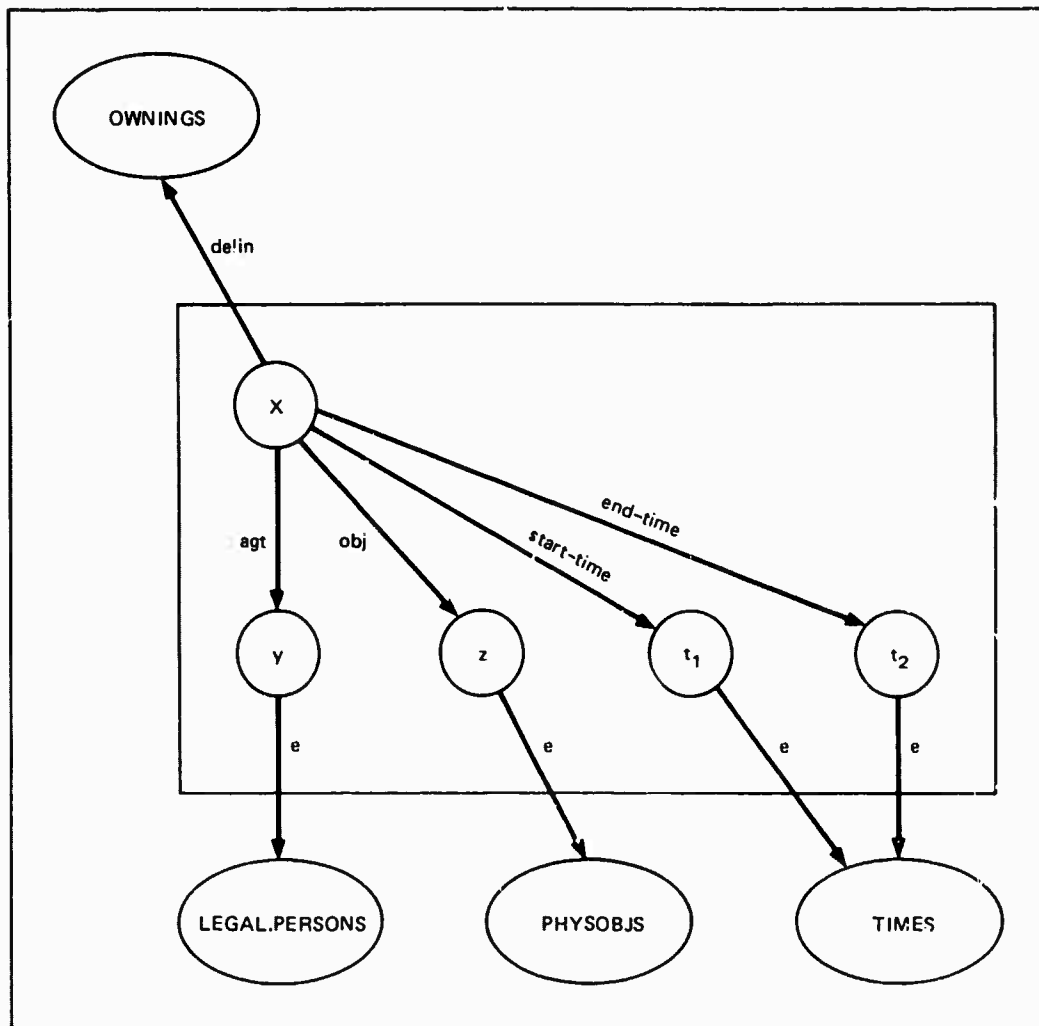 OWNINGS
delin
X
end-time
start-time
agt
obj
y
z
t1
t2
e
e
e
e
LEGAL.PERSONS
PHYSOBJS
TIMES